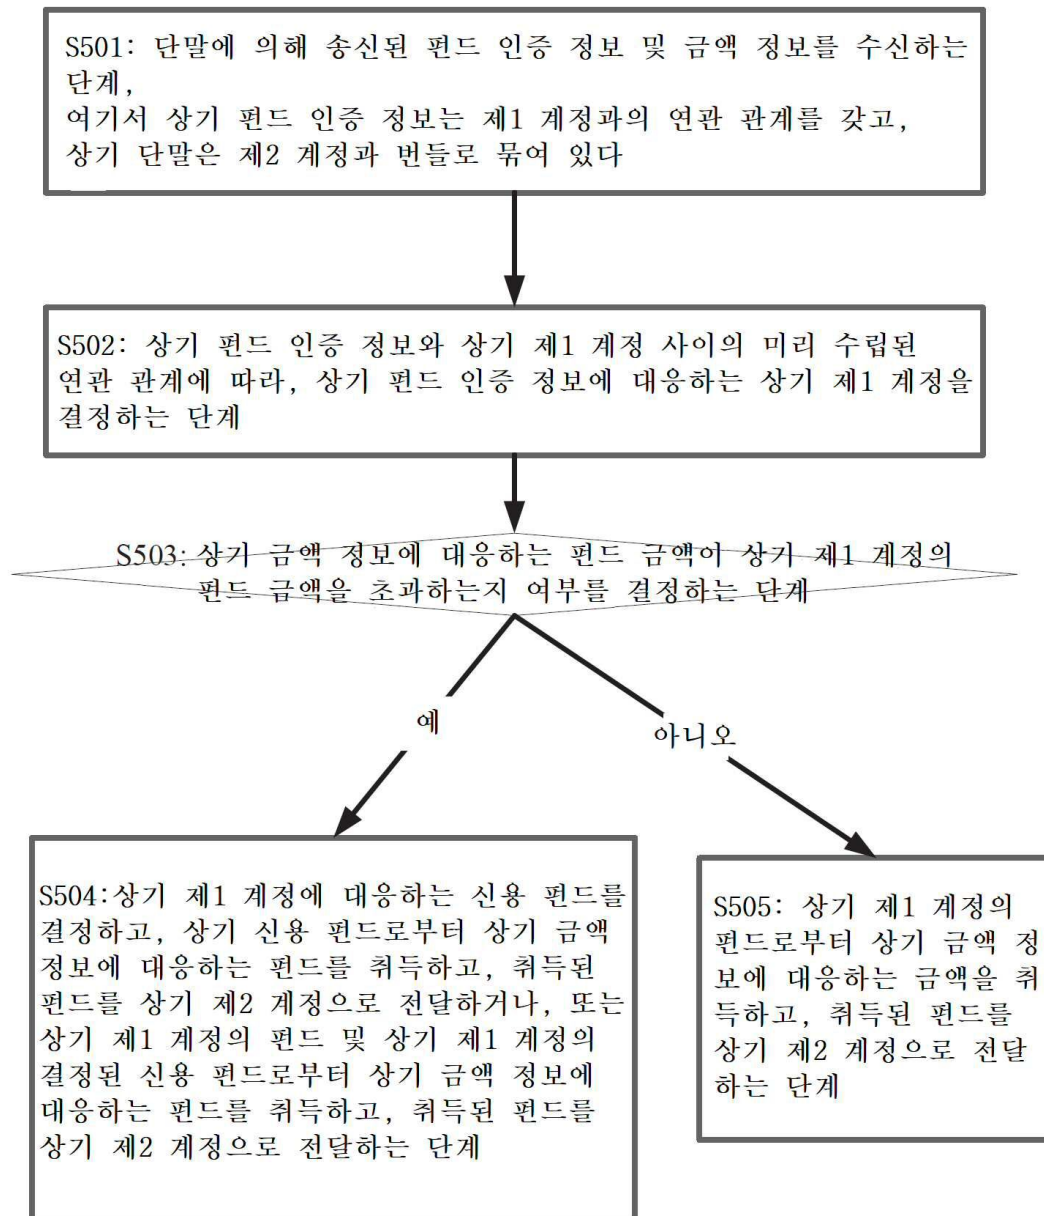 S501: 단말에 의해 송신된 펀드 인증 정보 및 금액 정보를 수신하는
단계,
여기서 상기 펀드 인증 정보는 제1 계정과의 연관 관계를 갖고,
상기 단말은 제2 계정과 번들로 묶여 있다
S502: 상기 펀드 인증 정보와 상기 제1 계정 사이의 미리 수립된
연관 관계에 따라, 상기 펀드 인증 정보에 대응하는 상기 제1 계정을
결정하는 단계
S503: 상기 금액 정보에 대응하는 펀드 금액이 상기 제1 계정의
펀드 금액을 초과하는지 여부를 결정하는 단계
예
아니오
S504:상기 제1 계정에 대응하는 신용 펀드를
결정하고, 상기 신용 펀드로부터 상기 금액
정보에 대응하는 펀드를 취득하고, 취득된
펀드를 상기 제2 계정으로 전달하거나, 또는
상기 제1 계정의 펀드 및 상기 제1 계정의
결정된 신용 펀드로부터 상기 금액 정보에
대응하는 펀드를 취득하고, 취득된 펀드를
상기 제2 계정으로 전달하는 단계
S505: 상기 제1 계정의
펀드로부터 상기 금액 정
보에 대응하는 금액을 취
득하고, 취득된 펀드를
상기 제2 계정으로 전달
하는 단계